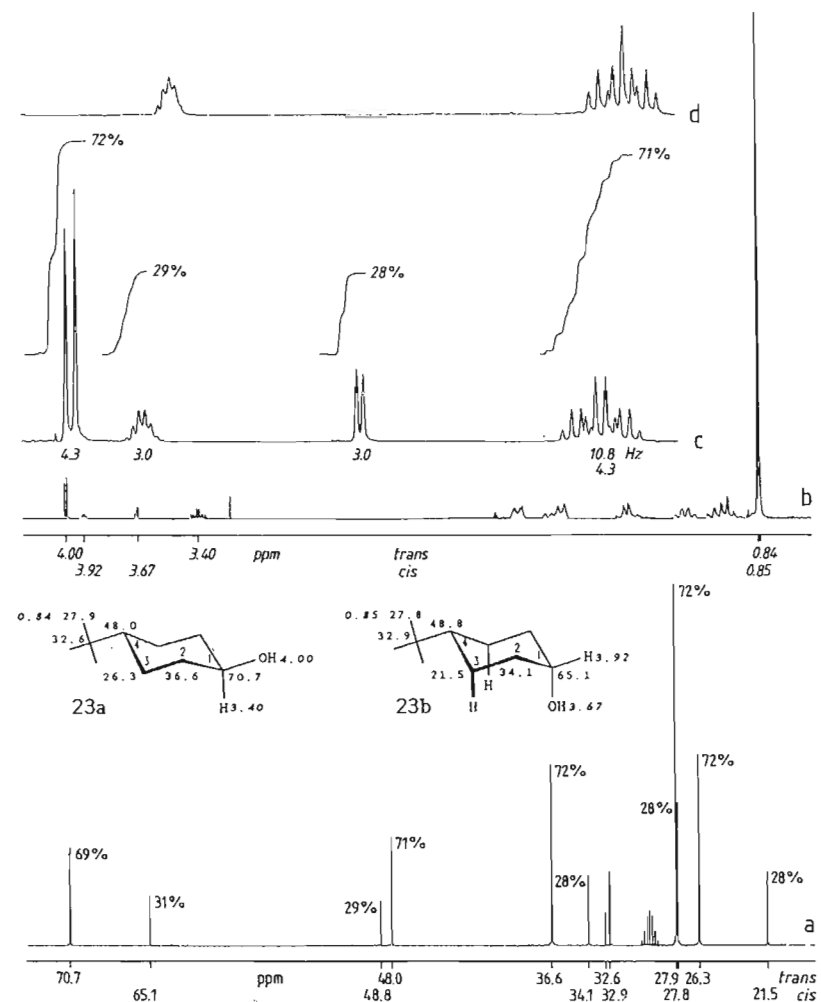 d
72%
71%
29%
28%
4.3
3.0
3.0
10.8 Hz
4.3
c
b
4.00 3.67 3.40 ppm trans 0.84
3.92 cis 0.85
72%
0.84 27.9
32.6
48.0
4
3
2
1
OH 4.00
26.3
36.6
70.7
H 3.40
23a
0.85 27.8
32.9
48.8
4
3
2
1
H 3.92
21.5
34.1
65.1
H
H
OH 3.67
23b
72%
72%
28%
71%
69%
28%
28%
31%
29%
a
70.7 ppm 48.0 36.6 32.6 27.9 26.3 trans
65.1 48.8 34.1 32.9 27.8 21.5 cis